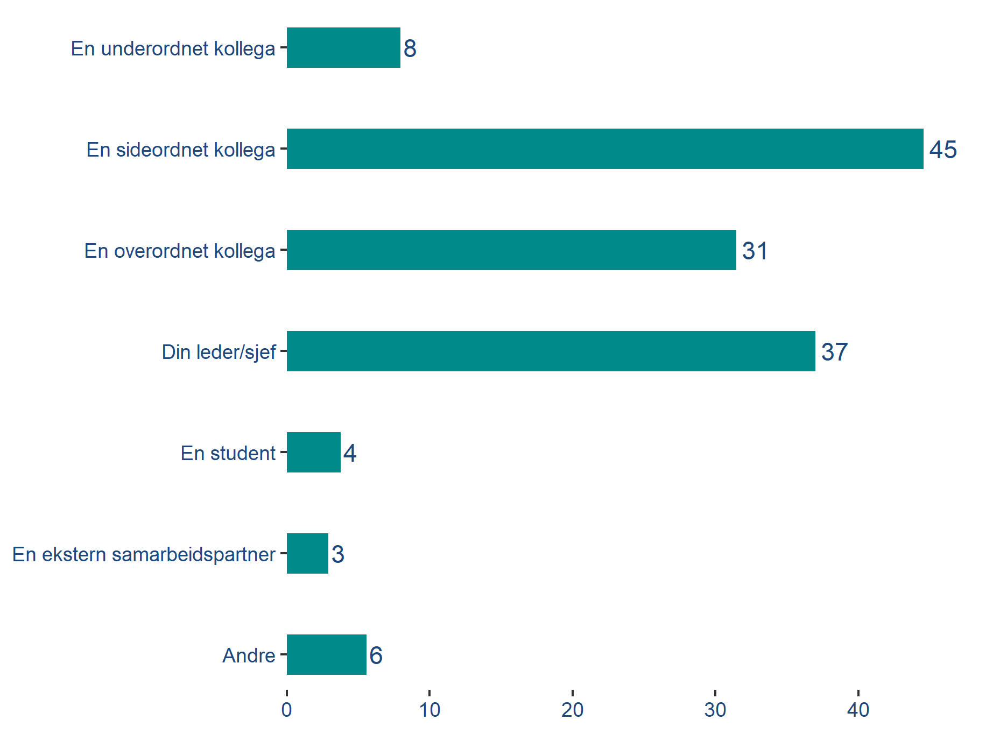 En underordnet kollega 8
En sideordnet kollega 45
En overordnet kollega 31
Din leder/sjef 37
En student 4
En ekstern samarbeidspartner 3
Andre 6
0 10 20 30 40